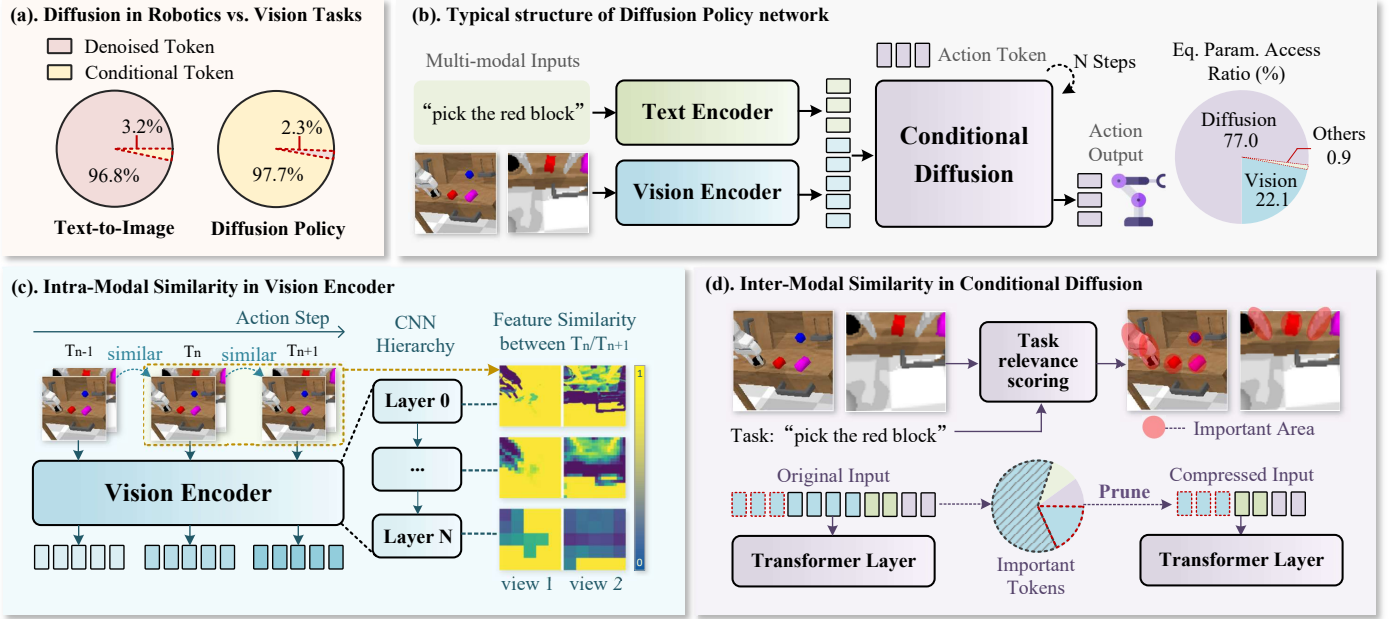 (a). Diffusion in Robotics vs. Vision Tasks
Denoised Token
Conditional Token
3.2%
96.8%
Text-to-Image
2.3%
97.7%
Diffusion Policy
(b). Typical structure of Diffusion Policy network
Multi-modal Inputs
“pick the red block”
Text Encoder
Vision Encoder
Action Token
N Steps
Conditional
Diffusion
Action
Output
Eq. Param. Access
Ratio (%)
Diffusion
77.0
Others
0.9
Vision
22.1
(c). Intra-Modal Similarity in Vision Encoder
Action Step
Tn-1
similar
Tn
similar
Tn+1
Vision Encoder
CNN
Hierarchy
Layer 0
...
Layer N
Feature Similarity
between Tn/Tn+1
1
0
view 1
view 2
(d). Inter-Modal Similarity in Conditional Diffusion
Task
relevance
scoring
Task: “pick the red block”
Important Area
Original Input
Transformer Layer
Important
Tokens
Prune
Compressed Input
Transformer Layer